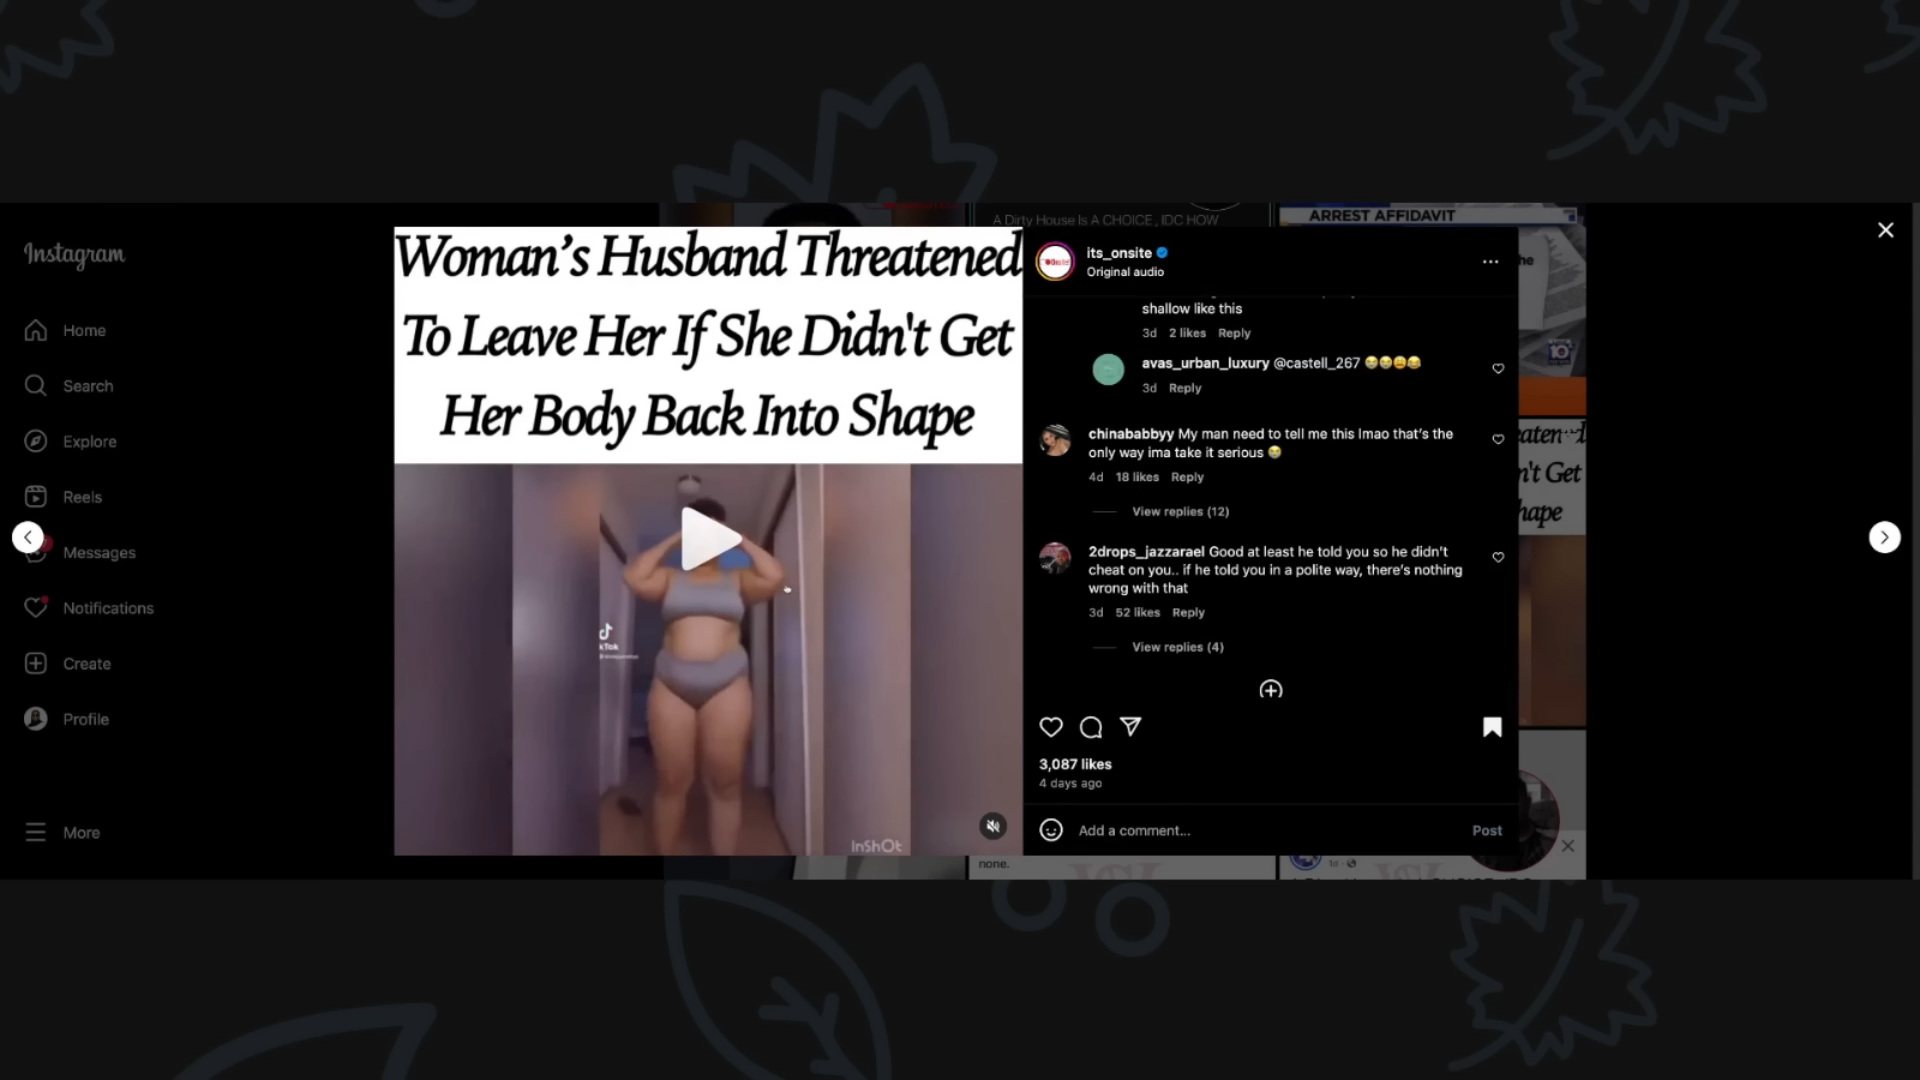 A Dirty House Is A CHOICE , IDC HOW
ARREST AFFIDAVIT
Instagram
Home
Search
Explore
Reels
Messages
Notifications
Create
Profile
More
Woman's Husband Threatened
To Leave Her If She Didn't Get
Her Body Back Into Shape
kTok
InShOt
its_onsite
Original audio
shallow like this
3d 2 likes Reply
avas_urban_luxury @castell_267 😭😭😩😂
3d Reply
chinababbyy My man need to tell me this lmao that's the
only way ima take it serious 😭
4d 18 likes Reply
View replies (12)
2drops_jazzarael Good at least he told you so he didn't
cheat on you.. if he told you in a polite way, there's nothing
wrong with that
3d 52 likes Reply
View replies (4)
3,087 likes
4 days ago
Add a comment...
Post
he
10
n't Get
hape
none.
1d